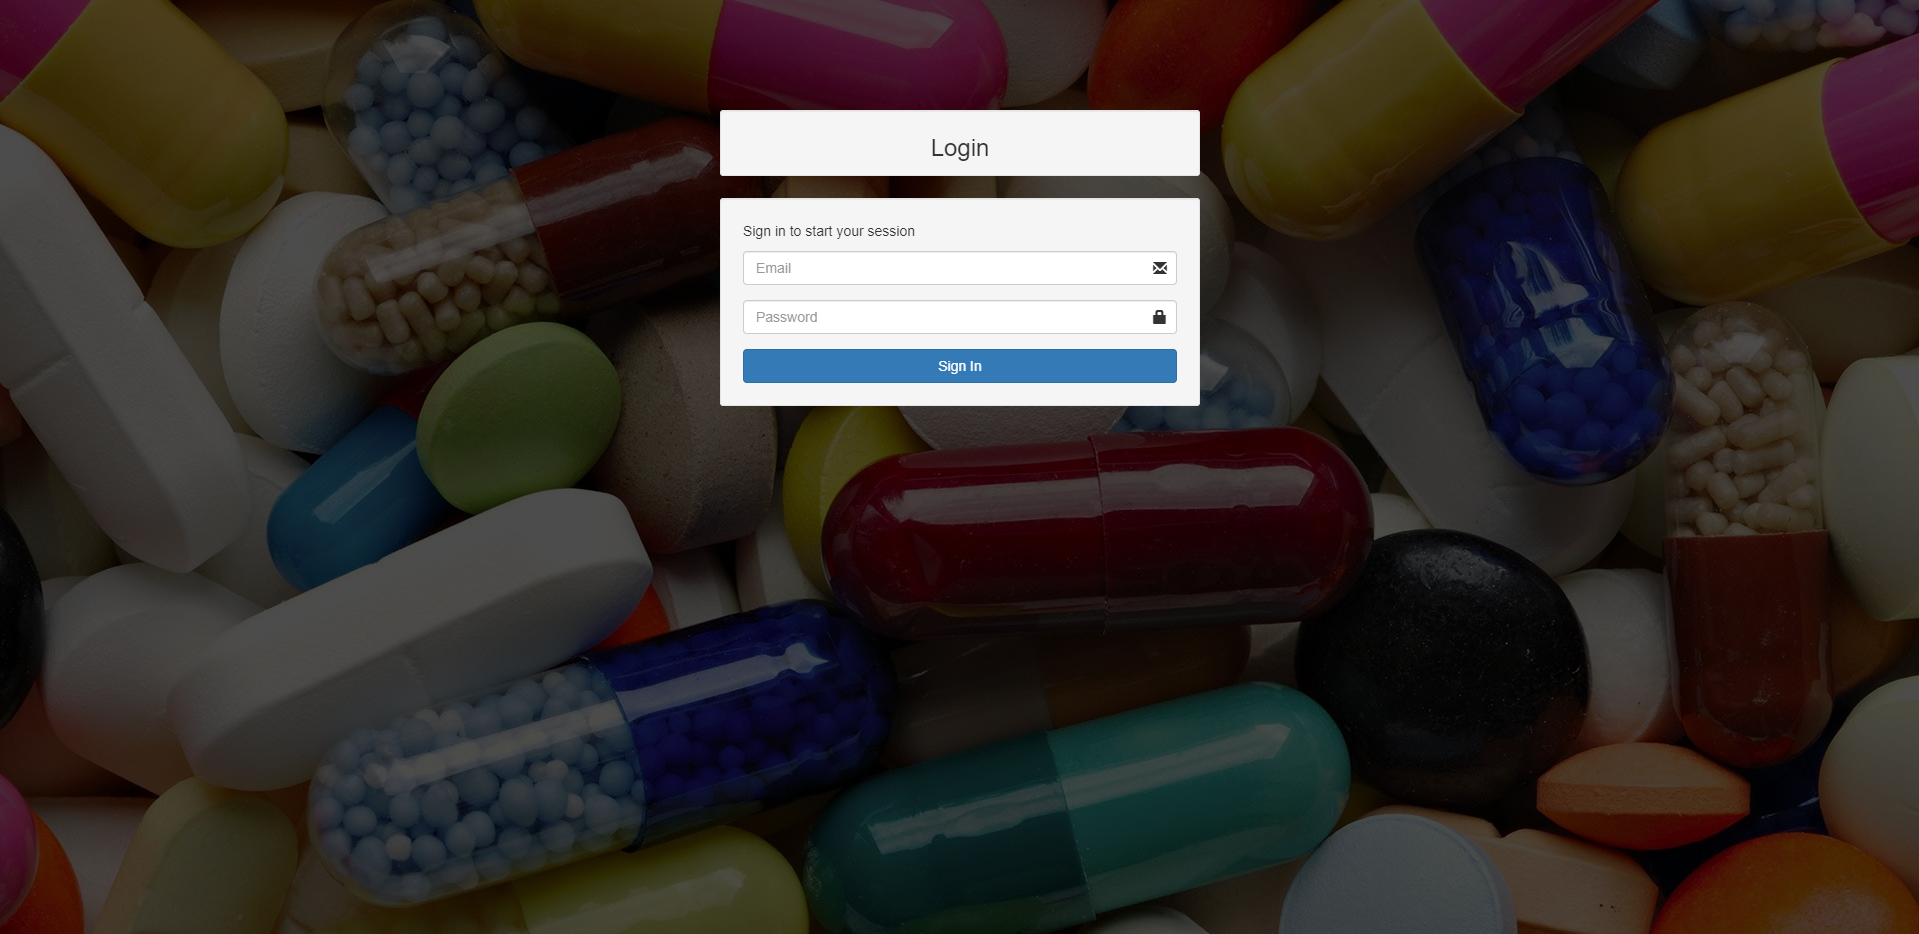 Login
Sign in to start your session
Email
Password
Sign In